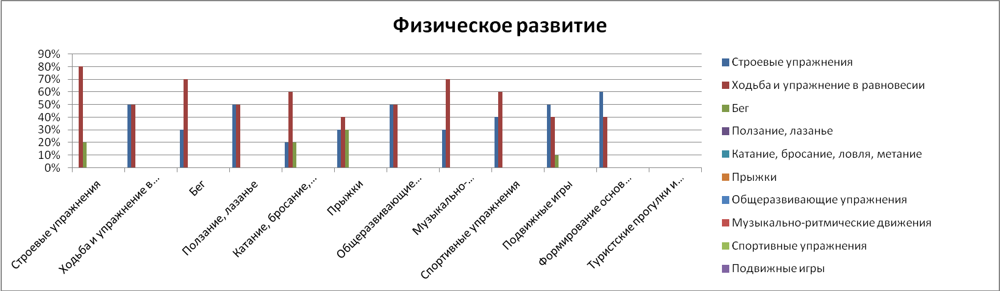 Физическое развитие
90%
80%
70%
60%
50%
40%
30%
20%
10%
0%
Строевые упражнения
Ходьба и упражнение в...
Бег
Ползание, лазанье
Катание, бросание,...
Прыжки
Общеразвивающие...
Музыкально-...
Спортивные упражнения
Подвижные игры
Формирование основ...
Туристские прогулки и...
Строевые упражнения
Ходьба и упражнение в равновесии
Бег
Ползание, лазанье
Катание, бросание, ловля, метание
Прыжки
Общеразвивающие упражнения
Музыкально-ритмические движения
Спортивные упражнения
Подвижные игры